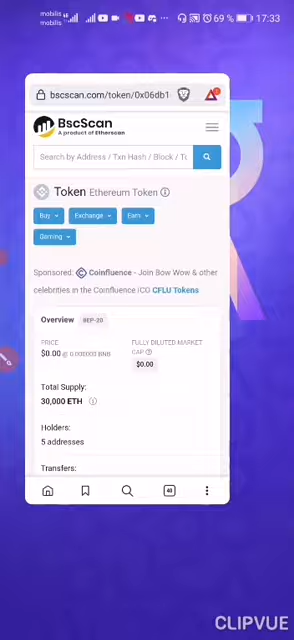 mobilis
mobilis
69 %
17:33
bscscan.com/token/0x06db1
BscScan
A product of Etherscan
Search by Address / Txn Hash / Block / To
Token Ethereum Token
Buy
Exchange
Earn
Gaming
Sponsored: Coinfluence - Join Bow Wow & other
celebrities in the Coinfluence ICO CFLU Tokens
Overview BEP-20
PRICE
$0.00 @ 0.000000 BNB
FULLY DILUTED MARKET
CAP
$0.00
Total Supply:
30,000 ETH
Holders:
5 addresses
Transfers:
CLIPVUE